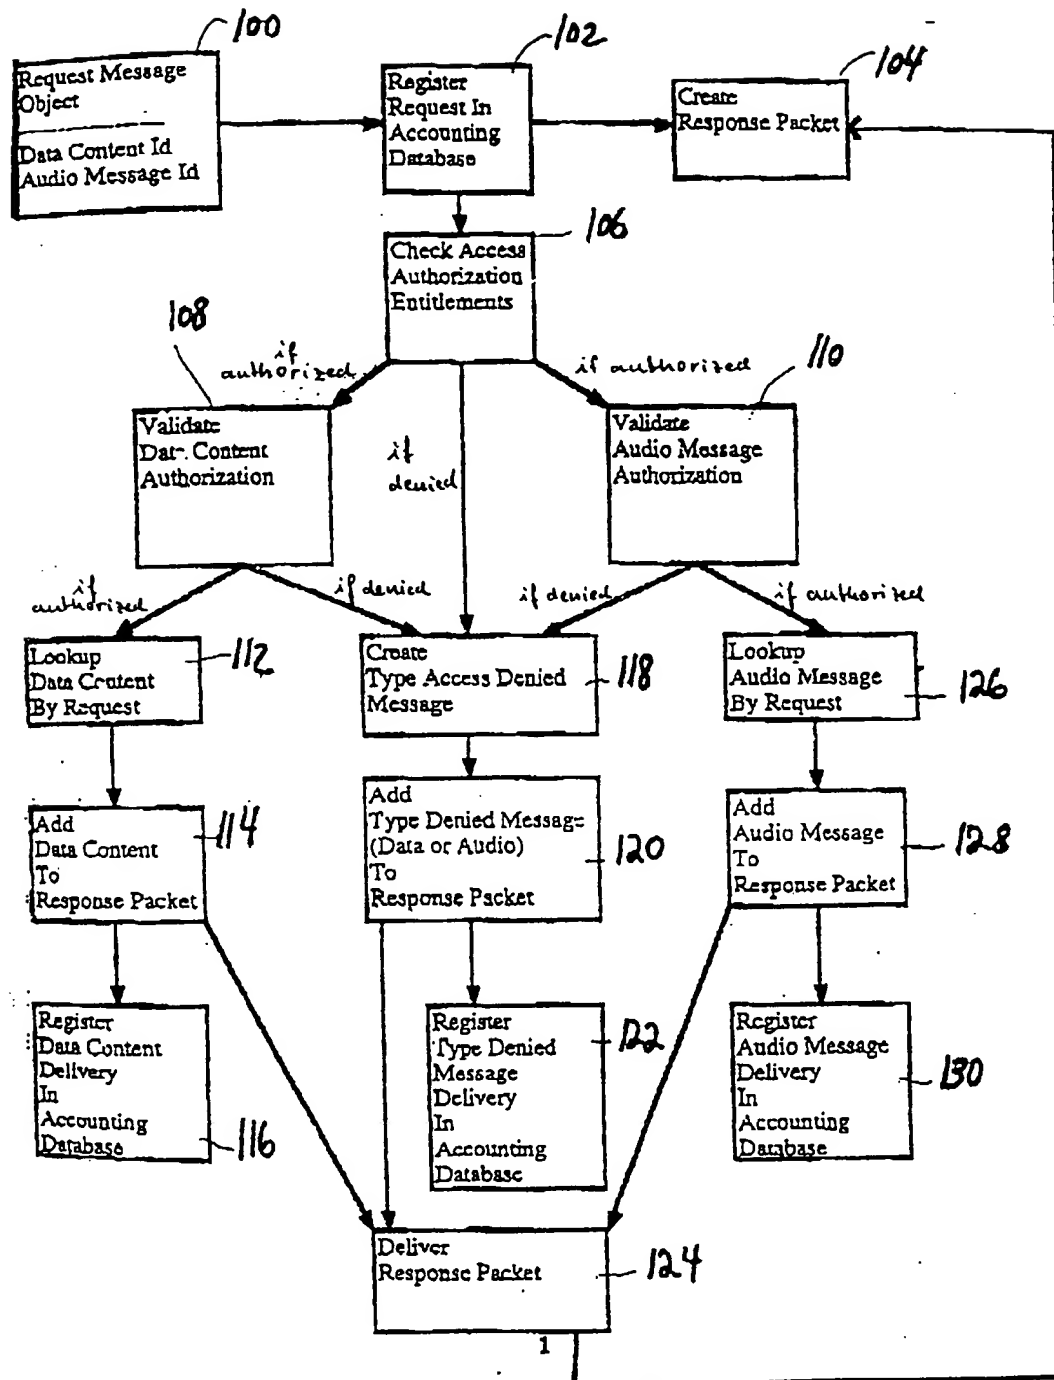 100
102
104
Request Message
Object
Data Content Id
Audio Message Id
Register
Request In
Accounting
Database
Create
Response Packet
106
Check Access
Authorization
Entitlements
108
if
authorized
if
denied
if authorized
110
Validate
Data Content
Authorization
Validate
Audio Message
Authorization
if
authorized
if denied
if denied
if authorized
Lookup
Data Content
By Request
112
Create
Type Access Denied
Message
118
Lookup
Audio Message
By Request
126
Add
Data Content
To
Response Packet
114
Add
Type Denied Message
(Data or Audio)
To
Response Packet
120
Add
Audio Message
To
Response Packet
128
Register
Data Content
Delivery
In
Accounting
Database
116
Register
Type Denied
Message
Delivery
In
Accounting
Database
122
Register
Audio Message
Delivery
In
Accounting
Database
130
Deliver
Response Packet
124
1